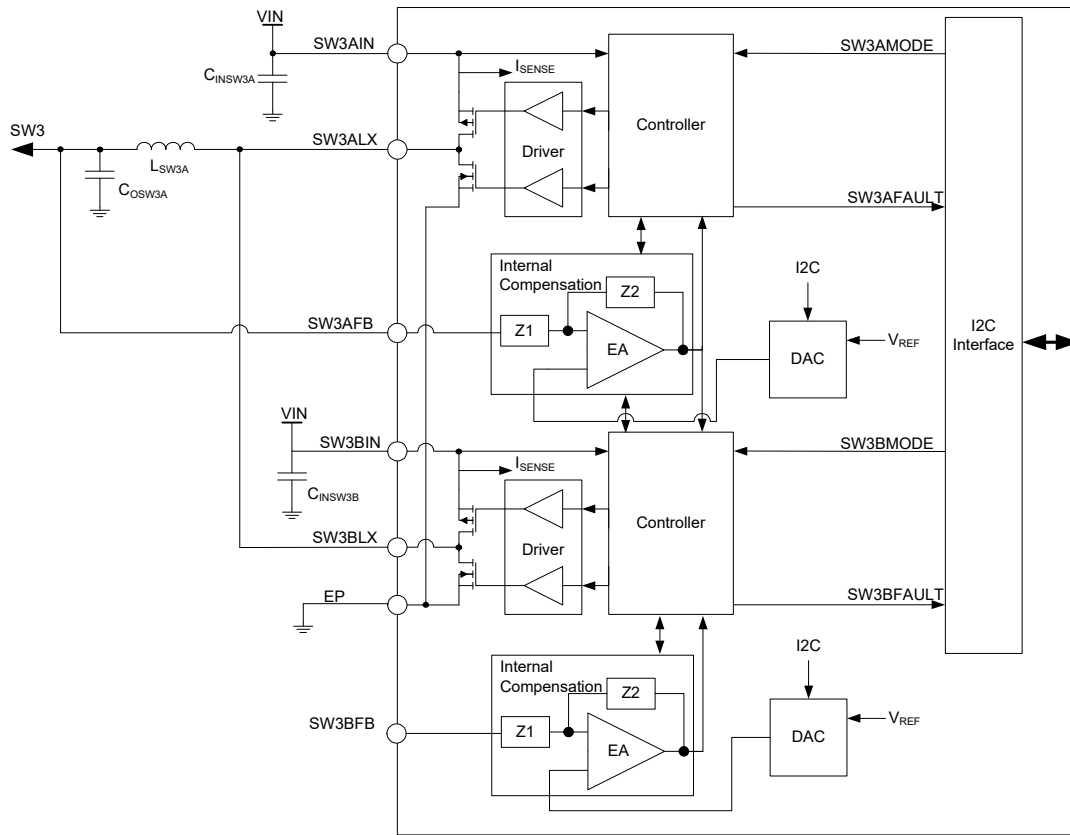 VIN
SW3AIN
CINSW3A
ISENSE
SW3AMODE
Controller
SW3
SW3ALX
LSW3A
COSW3A
Driver
SW3AFAULT
Internal
Compensation
Z2
Z1
EA
SW3AFB
I2C
DAC
VREF
I2C
Interface
VIN
SW3BIN
CINSW3B
ISENSE
SW3BMODE
Controller
SW3BLX
Driver
EP
SW3BFAULT
Internal
Compensation
Z2
Z1
EA
SW3BFB
I2C
DAC
VREF